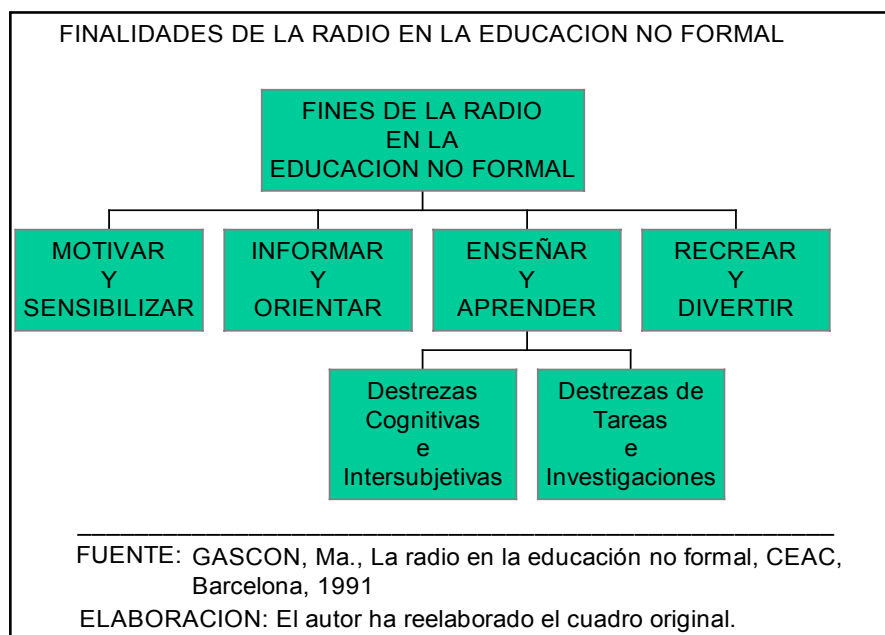 FINALIDADES DE LA RADIO EN LA EDUCACION NO FORMAL
FINES DE LA RADIO
EN LA
EDUCACION NO FORMAL
MOTIVAR
Y
SENSIBILIZAR
INFORMAR
Y
ORIENTAR
ENSEÑAR
Y
APRENDER
RECREAR
Y
DIVERTIR
Destrezas
Cognitivas
e
Intersubjetivas
Destrezas de
Tareas
e
Investigaciones
FUENTE: GASCON, Ma., La radio en la educación no formal, CEAC,
Barcelona, 1991
ELABORACION: El autor ha reelaborado el cuadro original.